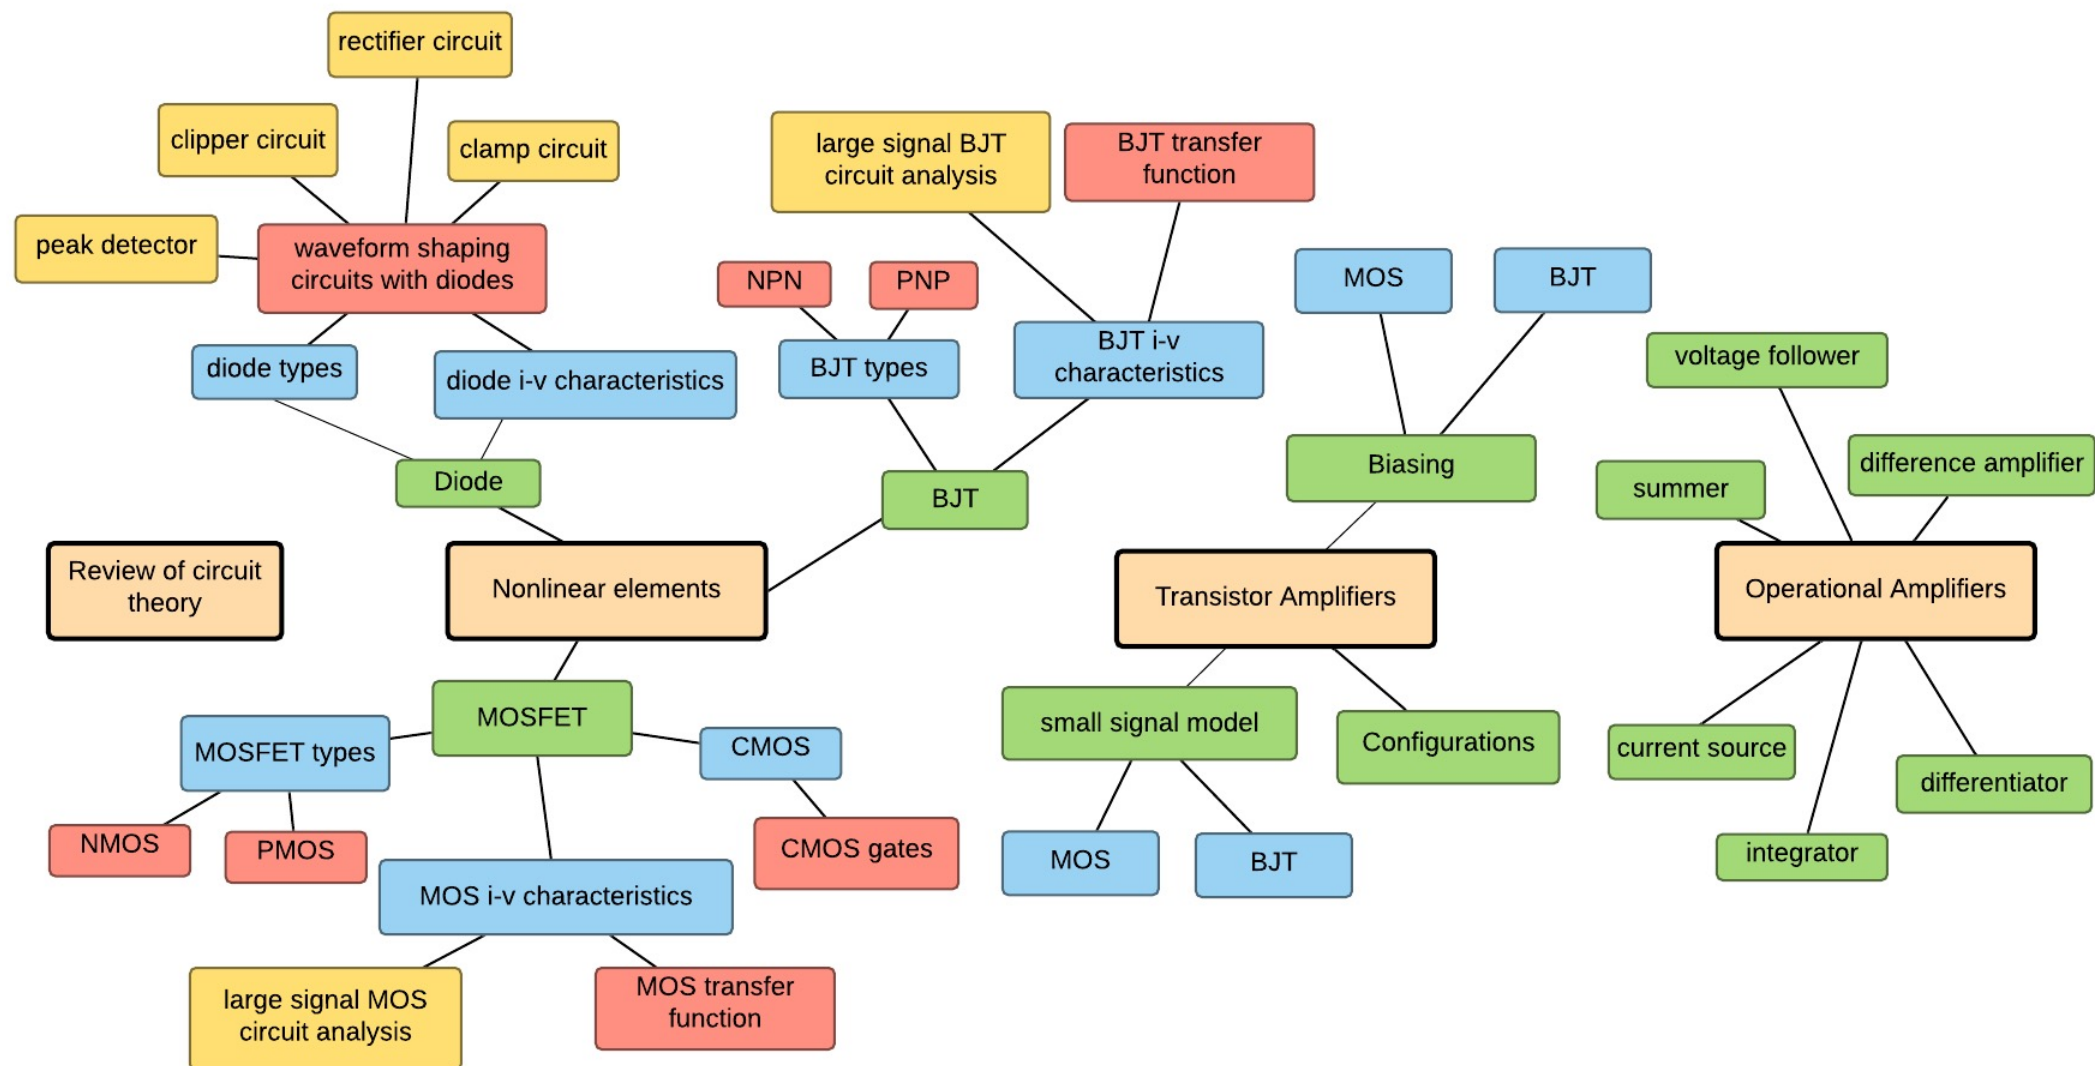 rectifier circuit
clipper circuit
clamp circuit
peak detector
waveform shaping
circuits with diodes
diode types
diode i-v characteristics
Diode
large signal BJT
circuit analysis
BJT transfer
function
NPN
PNP
BJT types
BJT i-v
characteristics
BJT
MOS
BJT
Biasing
voltage follower
summer
difference amplifier
Review of circuit
theory
Nonlinear elements
Transistor Amplifiers
Operational Amplifiers
MOSFET
MOSFET types
CMOS
NMOS
PMOS
CMOS gates
MOS i-v characteristics
large signal MOS
circuit analysis
MOS transfer
function
small signal model
Configurations
MOS
BJT
current source
differentiator
integrator